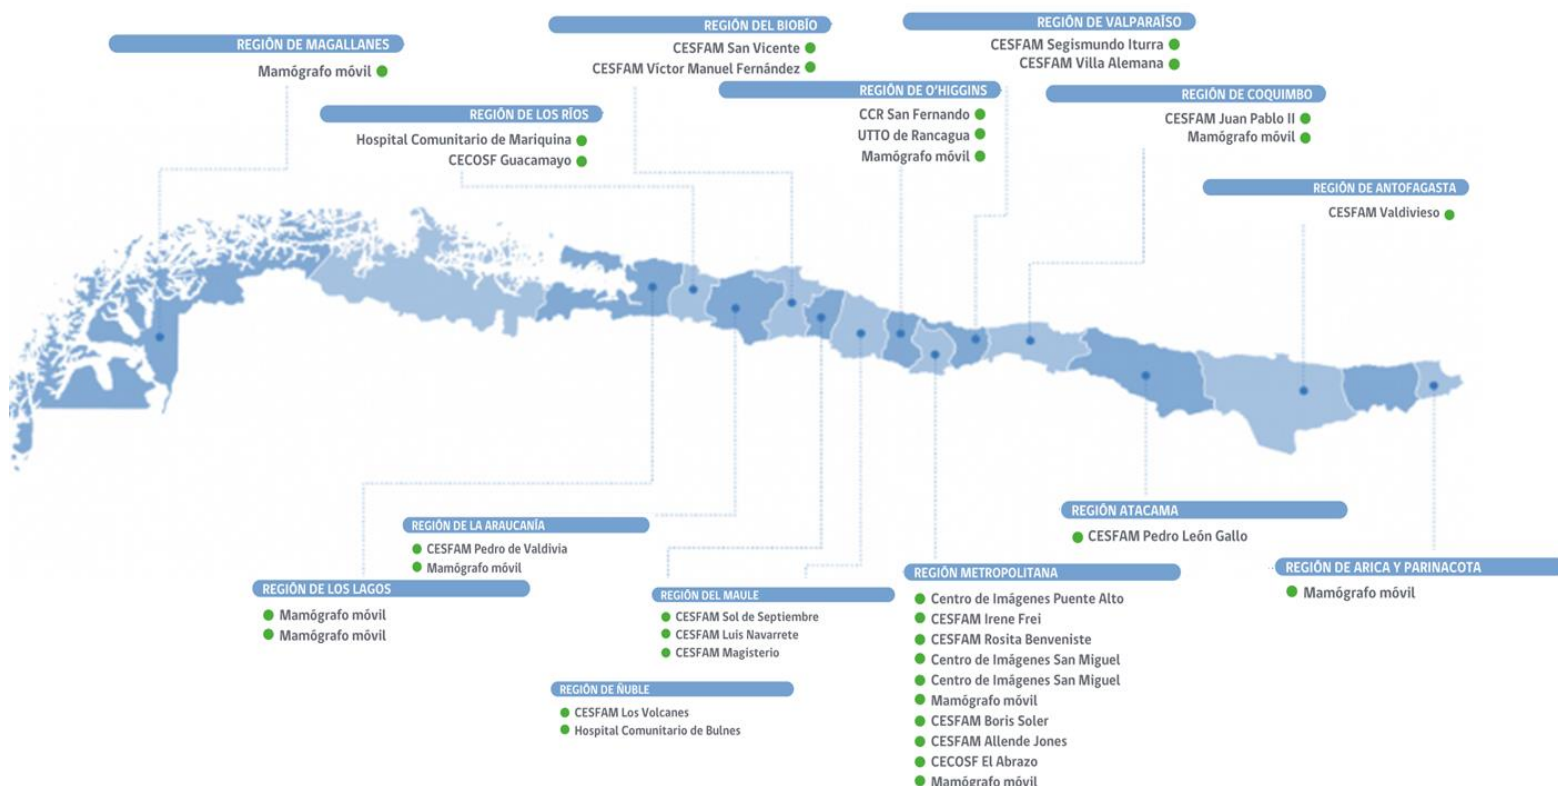 REGIÓN DE MAGALLANES
Mamógrafo móvil
REGIÓN DE LOS RÍOS
Hospital Comunitario de Mariquina
CECOSF Guacamayo
REGIÓN DEL BIOBÍO
CESFAM San Vicente
CESFAM Víctor Manuel Fernández
REGIÓN DE O'HIGGINS
CCR San Fernando
UTTO de Rancagua
Mamógrafo móvil
REGIÓN DE VALPARAÍSO
CESFAM Segismundo Iturra
CESFAM Villa Alemana
REGIÓN DE COQUIMBO
CESFAM Juan Pablo II
Mamógrafo móvil
REGIÓN DE ANTOFAGASTA
CESFAM Valdivieso
REGIÓN DE LOS LAGOS
Mamógrafo móvil
Mamógrafo móvil
REGIÓN DE LA ARAUCANÍA
CESFAM Pedro de Valdivia
Mamógrafo móvil
REGIÓN DE ÑUBLE
CESFAM Los Volcanes
Hospital Comunitario de Bulnes
REGIÓN DEL MAULE
CESFAM Sol de Septiembre
CESFAM Luis Navarrete
CESFAM Magisterio
REGIÓN METROPOLITANA
Centro de Imágenes Puente Alto
CESFAM Irene Frei
CESFAM Rosita Benveniste
Centro de Imágenes San Miguel
Centro de Imágenes San Miguel
Mamógrafo móvil
CESFAM Boris Soler
CESFAM Allende Jones
CECOSF El Abrazo
Mamógrafo móvil
REGIÓN ATACAMA
CESFAM Pedro León Gallo
REGIÓN DE ARICA Y PARINACOTA
Mamógrafo móvil